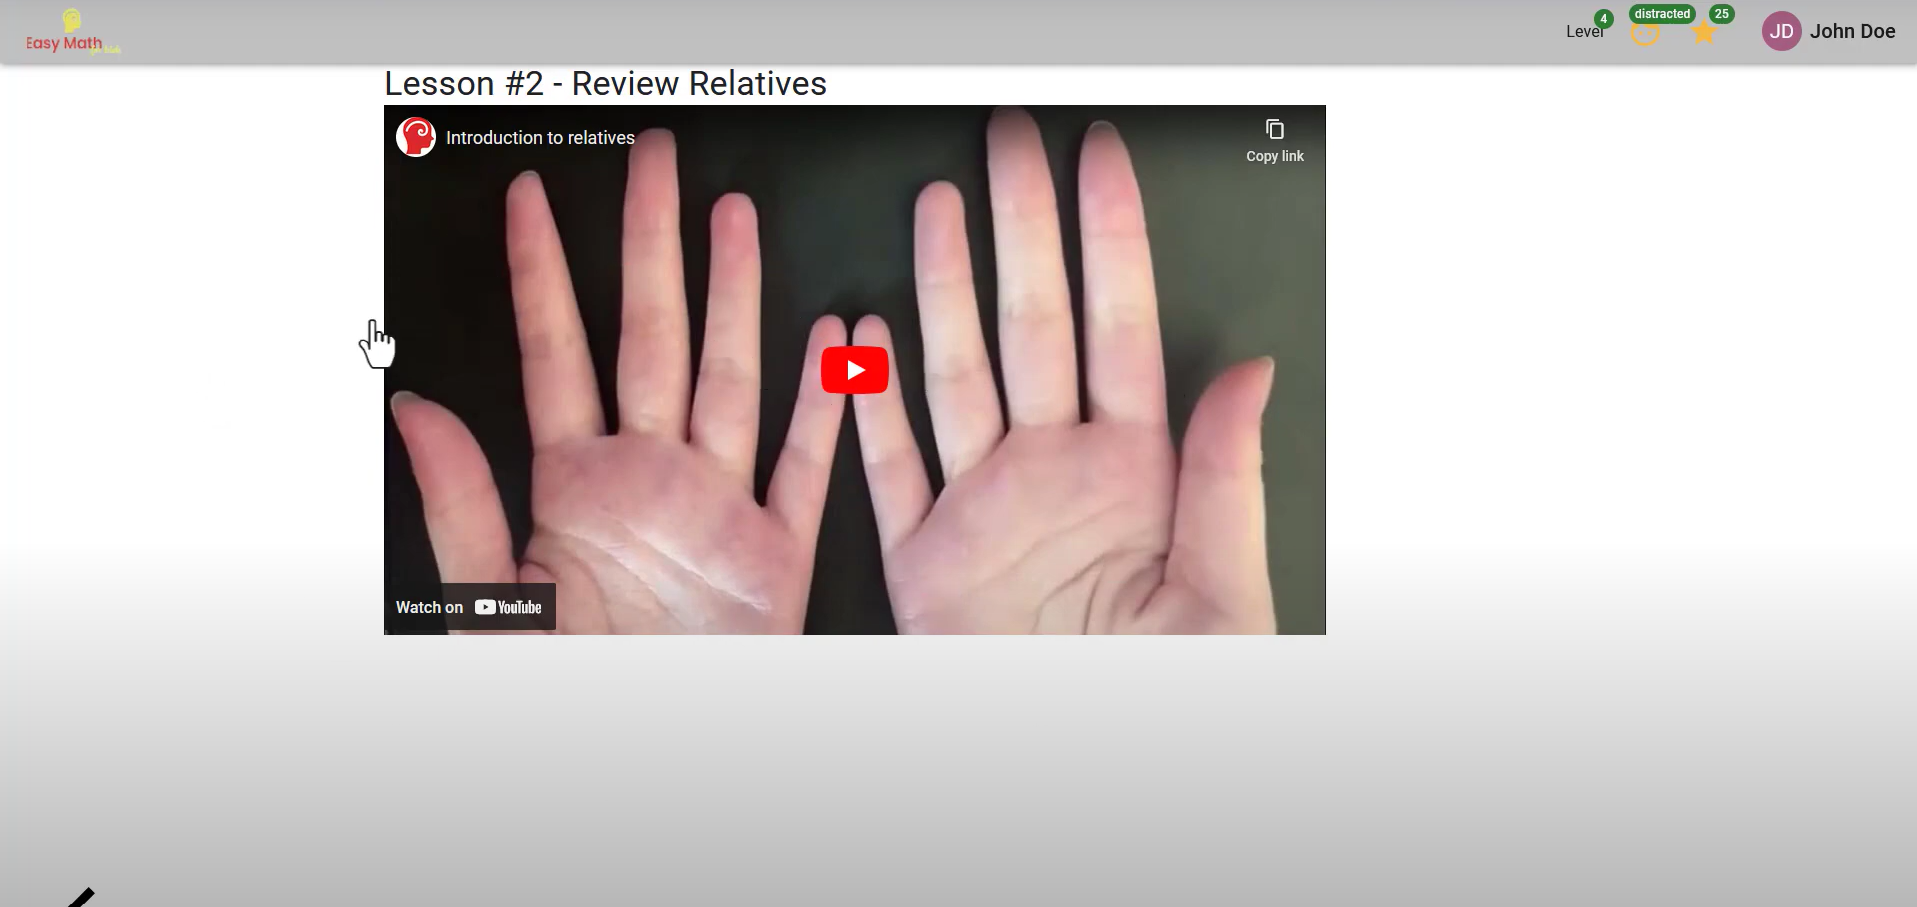 Easy Math
Level
4
distracted
25
JD
John Doe
Lesson #2 - Review Relatives
Introduction to relatives
Copy link
Watch on YouTube